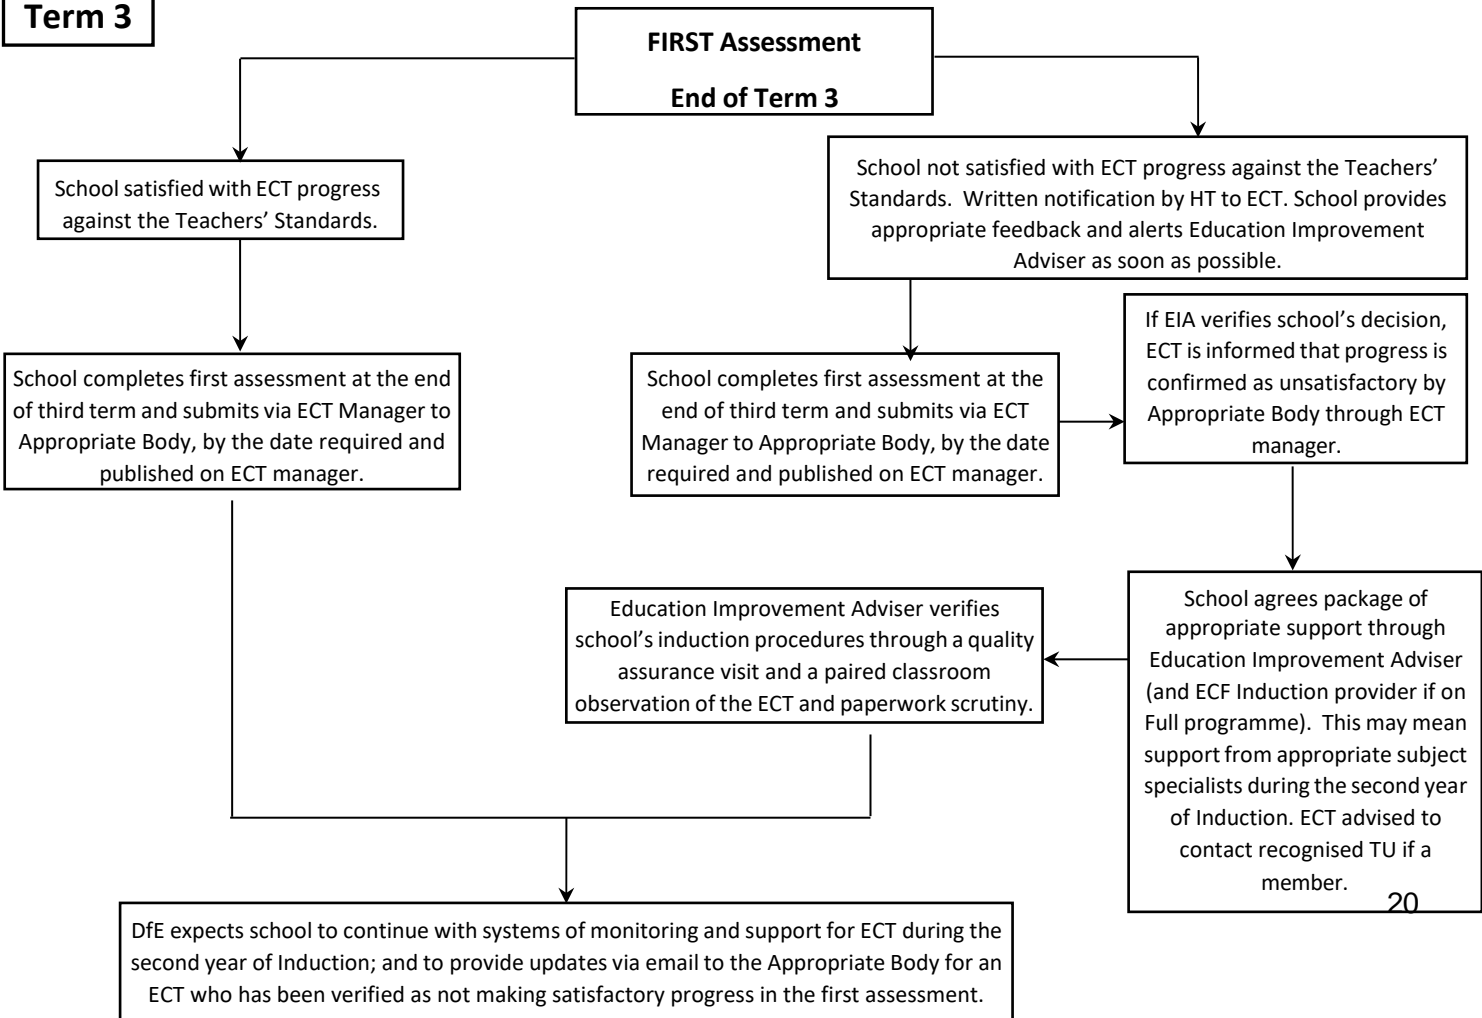 Term 3
FIRST Assessment
End of Term 3
School satisfied with ECT progress
against the Teachers’ Standards.
School not satisfied with ECT progress against the Teachers’
Standards.  Written notification by HT to ECT. School provides
appropriate feedback and alerts Education Improvement
Adviser as soon as possible.
School completes first assessment at the end
of third term and submits via ECT Manager to
Appropriate Body, by the date required and
published on ECT manager.
School completes first assessment at the
end of third term and submits via ECT
Manager to Appropriate Body, by the date
required and published on ECT manager.
If EIA verifies school’s decision,
ECT is informed that progress is
confirmed as unsatisfactory by
Appropriate Body through ECT
manager.
School agrees package of
appropriate support through
Education Improvement Adviser
(and ECF Induction provider if on
Full programme).  This may mean
support from appropriate subject
specialists during the second year
of Induction. ECT advised to
contact recognised TU if a
member.
Education Improvement Adviser verifies
school’s induction procedures through a quality
assurance visit and a paired classroom
observation of the ECT and paperwork scrutiny.
DfE expects school to continue with systems of monitoring and support for ECT during the
second year of Induction; and to provide updates via email to the Appropriate Body for an
ECT who has been verified as not making satisfactory progress in the first assessment.
20